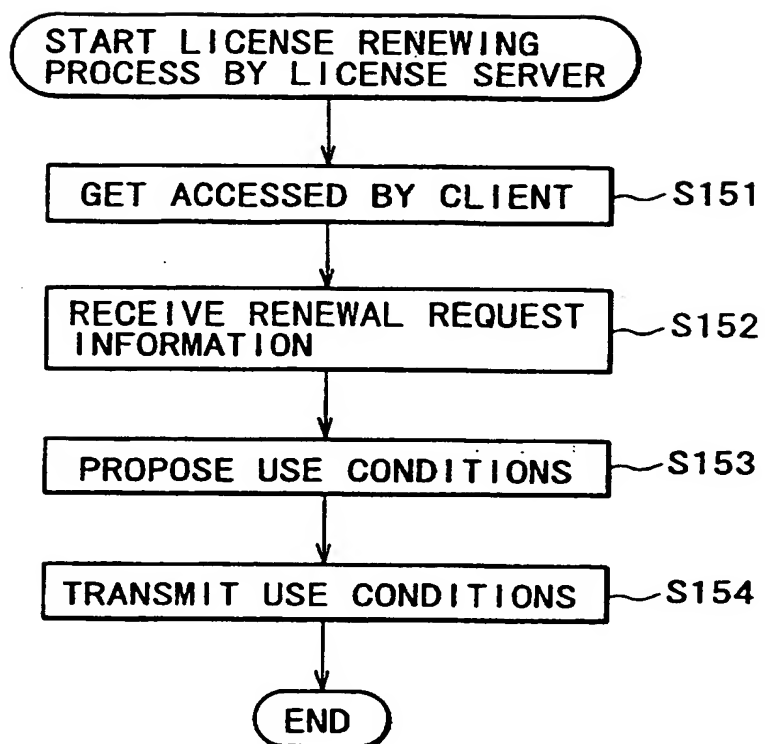 START LICENSE RENEWING
PROCESS BY LICENSE SERVER
GET ACCESSED BY CLIENT
S151
RECEIVE RENEWAL REQUEST
INFORMATION
S152
PROPOSE USE CONDITIONS
S153
TRANSMIT USE CONDITIONS
S154
END